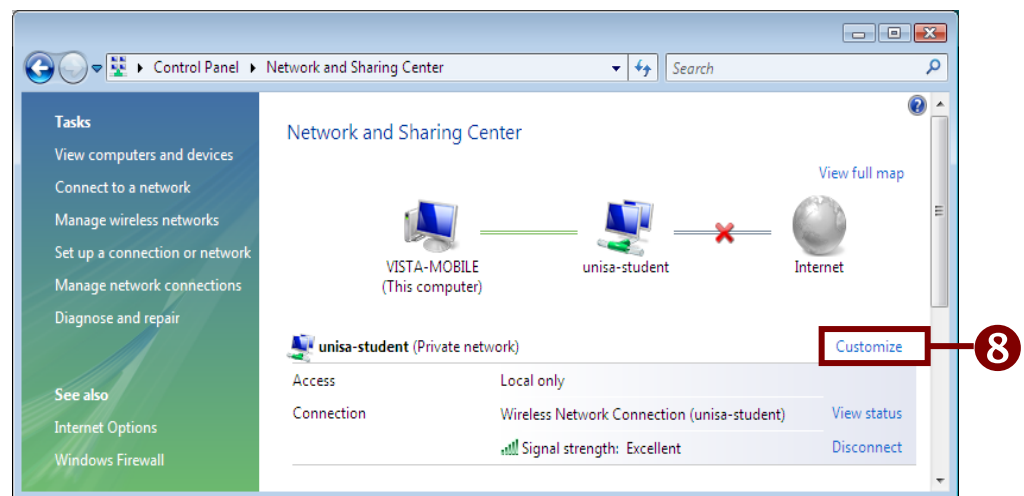 Control Panel Network and Sharing Center Search
Tasks
View computers and devices
Connect to a network
Manage wireless networks
Set up a connection or network
Manage network connections
Diagnose and repair
See also
Internet Options
Windows Firewall
Network and Sharing Center
View full map
VISTA-MOBILE
(This computer)
unisa-student
Internet
unisa-student (Private network) Customize
8
Access Local only
Connection Wireless Network Connection (unisa-student) View status
Signal strength: Excellent Disconnect